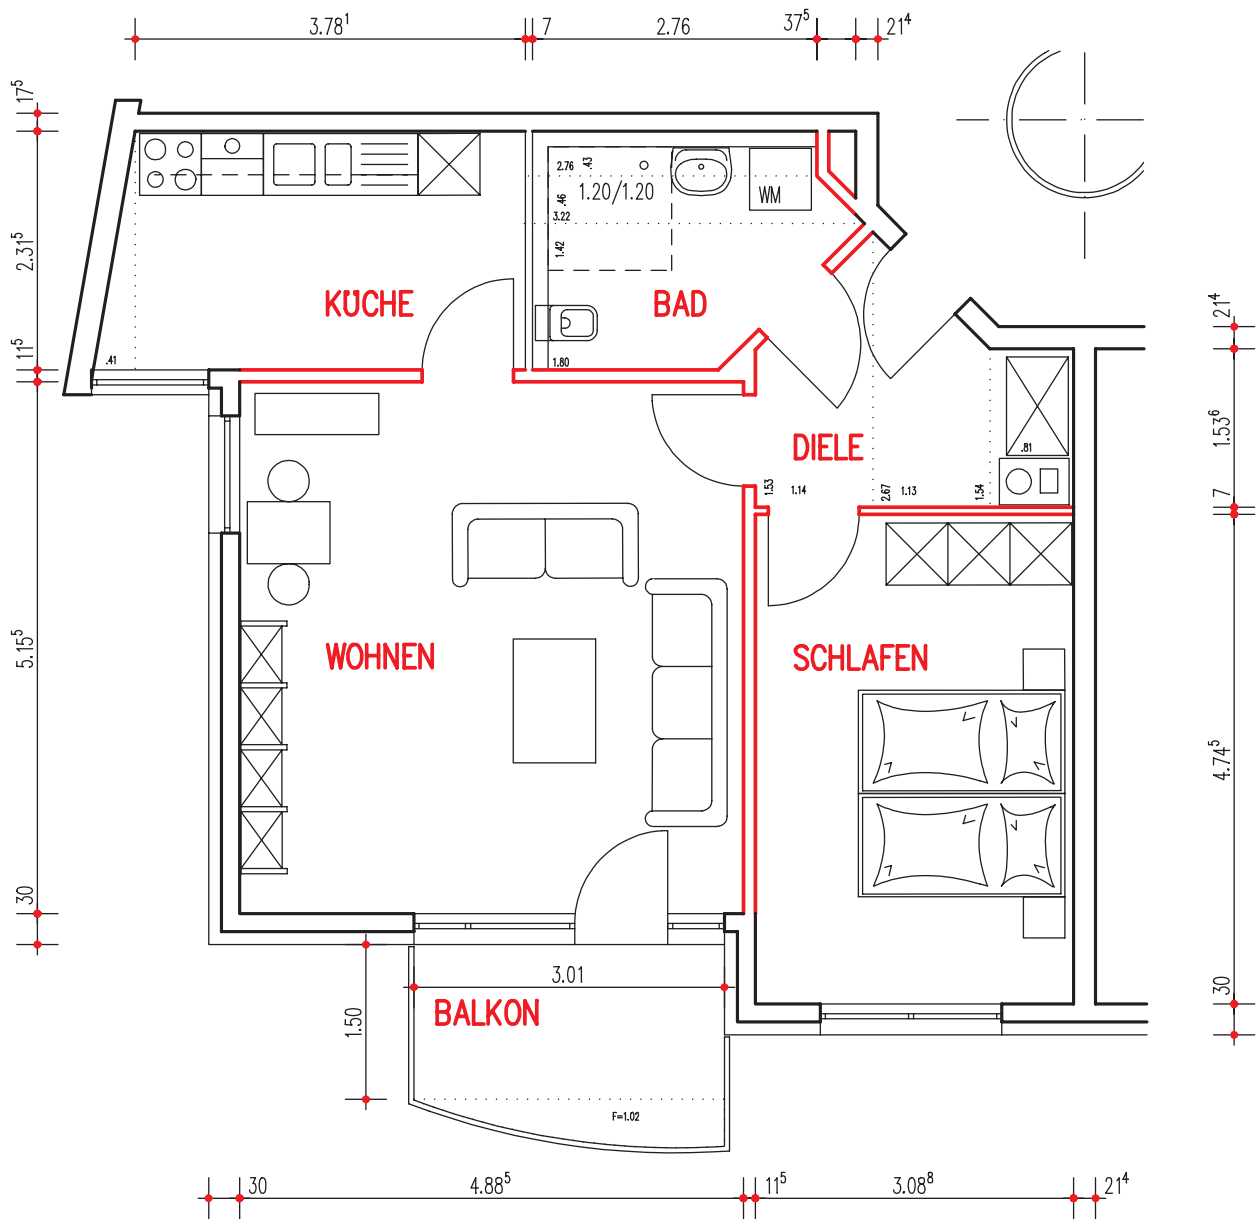 3.78¹ 7 2.76 37⁵ 21⁴
17⁵
2.31⁵
11⁵
5.15⁵
30
2.76 .43
1.20/1.20
.46
3.22
1.42
WM
KÜCHE
BAD
.41
1.80
21⁴
1.53⁶
7
4.74⁵
30
DIELE
.81
1.53 1.14 2.67 1.13 1.54
WOHNEN
SCHLAFEN
3.01
1.50
BALKON
F=1.02
30 4.88⁵ 11⁵ 3.08⁸ 21⁴